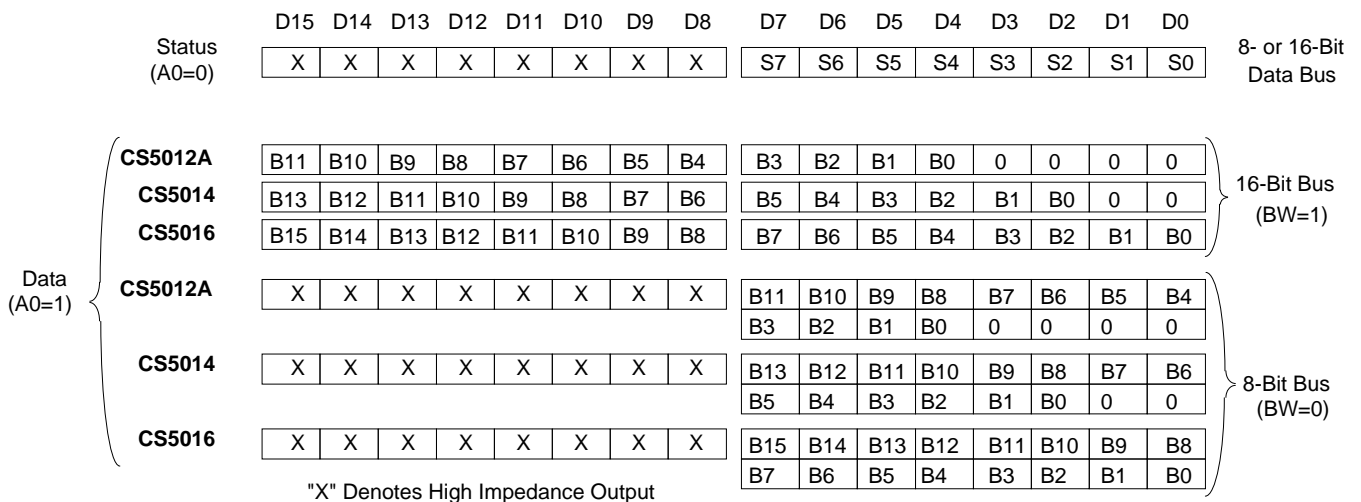 D15 D14 D13 D12 D11 D10 D9 D8 D7 D6 D5 D4 D3 D2 D1 D0
Status
(A0=0)
X X X X X X X X S7 S6 S5 S4 S3 S2 S1 S0
8- or 16-Bit
Data Bus
CS5012A B11 B10 B9 B8 B7 B6 B5 B4 B3 B2 B1 B0 0 0 0 0
CS5014 B13 B12 B11 B10 B9 B8 B7 B6 B5 B4 B3 B2 B1 B0 0 0
CS5016 B15 B14 B13 B12 B11 B10 B9 B8 B7 B6 B5 B4 B3 B2 B1 B0
16-Bit Bus
(BW=1)
Data
(A0=1)
CS5012A X X X X X X X X B11 B10 B9 B8 B7 B6 B5 B4
B3 B2 B1 B0 0 0 0 0
CS5014 X X X X X X X X B13 B12 B11 B10 B9 B8 B7 B6
B5 B4 B3 B2 B1 B0 0 0
CS5016 X X X X X X X X B15 B14 B13 B12 B11 B10 B9 B8
B7 B6 B5 B4 B3 B2 B1 B0
8-Bit Bus
(BW=0)
"X" Denotes High Impedance Output